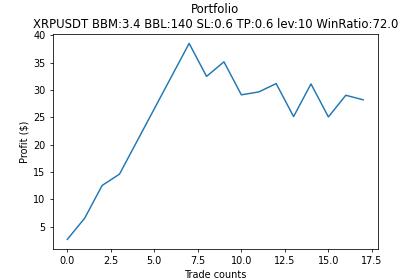 Portfolio
XRPUSDT BBM:3.4 BBL:140 SL:0.6 TP:0.6 lev:10 WinRatio:72.0
40
35
30
25
20
15
10
5
Profit ($)
0.0 2.5 5.0 7.5 10.0 12.5 15.0 17.5
Trade counts